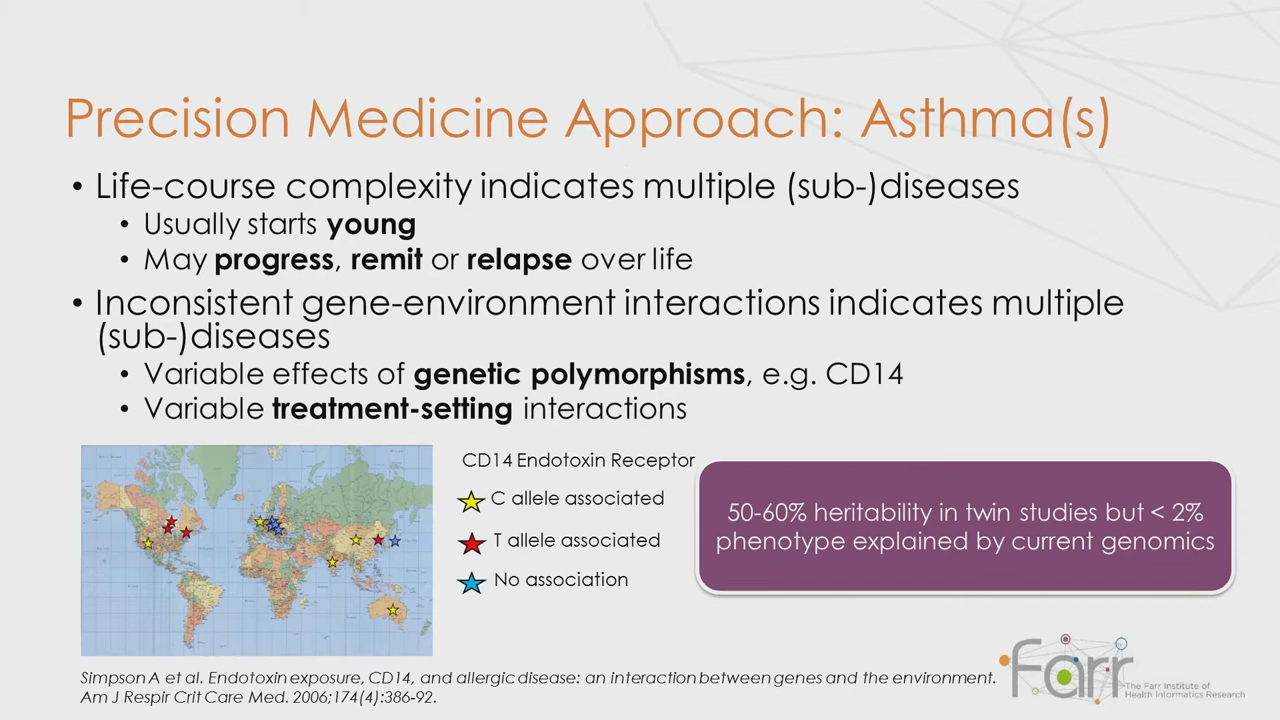 Precision Medicine Approach: Asthma(s)
• Life-course complexity indicates multiple (sub-)diseases
• Usually starts young
• May progress, remit or relapse over life
• Inconsistent gene-environment interactions indicates multiple
(sub-)diseases
• Variable effects of genetic polymorphisms, e.g. CD14
• Variable treatment-setting interactions
CD14 Endotoxin Receptor
C allele associated
T allele associated
No association
50-60% heritability in twin studies but < 2%
phenotype explained by current genomics
Simpson A et al. Endotoxin exposure, CD14, and allergic disease: an interaction between genes and the environment.
Am J Respir Crit Care Med. 2006;174(4):386-92.
Farr
The Farr Institute of
Health Informatics Research